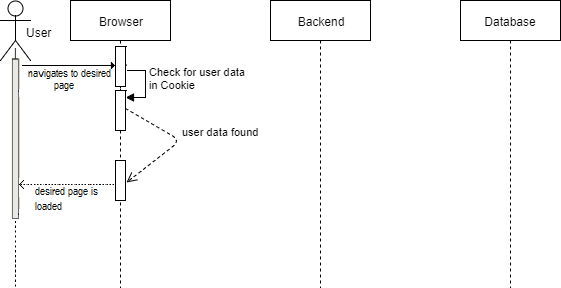 User
Browser
Backend
Database
navigates to desired
page
Check for user data
in Cookie
user data found
desired page is
loaded